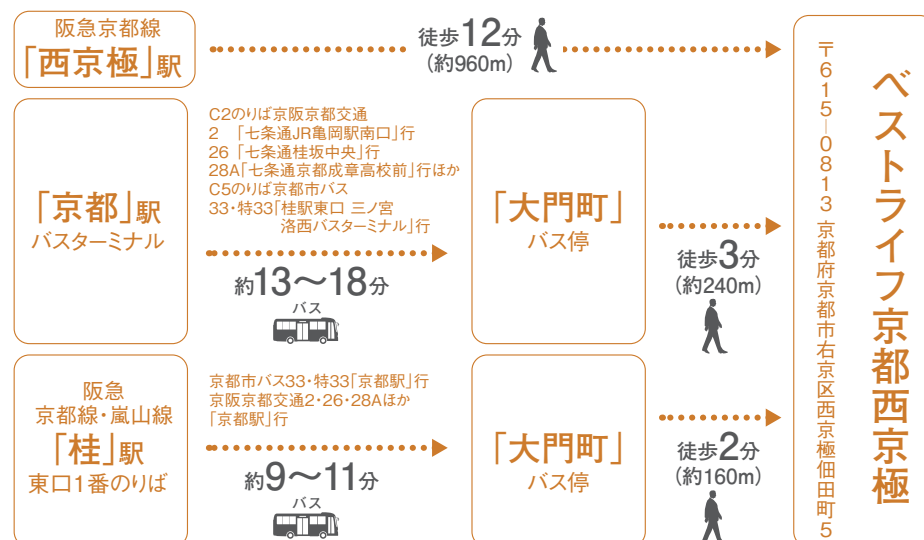 阪急京都線
「西京極」駅
徒歩12分
(約960m)
「京都」駅
バスターミナル
C2のりば京阪京都交通
2 「七条通JR亀岡駅南口」行
26 「七条通桂坂中央」行
28A「七条通京都成章高校前」行ほか
C5のりば京都市バス
33・特33「桂駅東口 三ノ宮
洛西バスターミナル」行
約13〜18分
バス
「大門町」
バス停
徒歩3分
(約240m)
阪急
京都線・嵐山線
「桂」駅
東口1番のりば
京都市バス33・特33「京都駅」行
京阪京都交通2・26・28Aほか
「京都駅」行
約9〜11分
バス
「大門町」
バス停
徒歩2分
(約160m)
ベストライフ京都西京極
〒615-0813 京都府京都市右京区西京極佃田町5